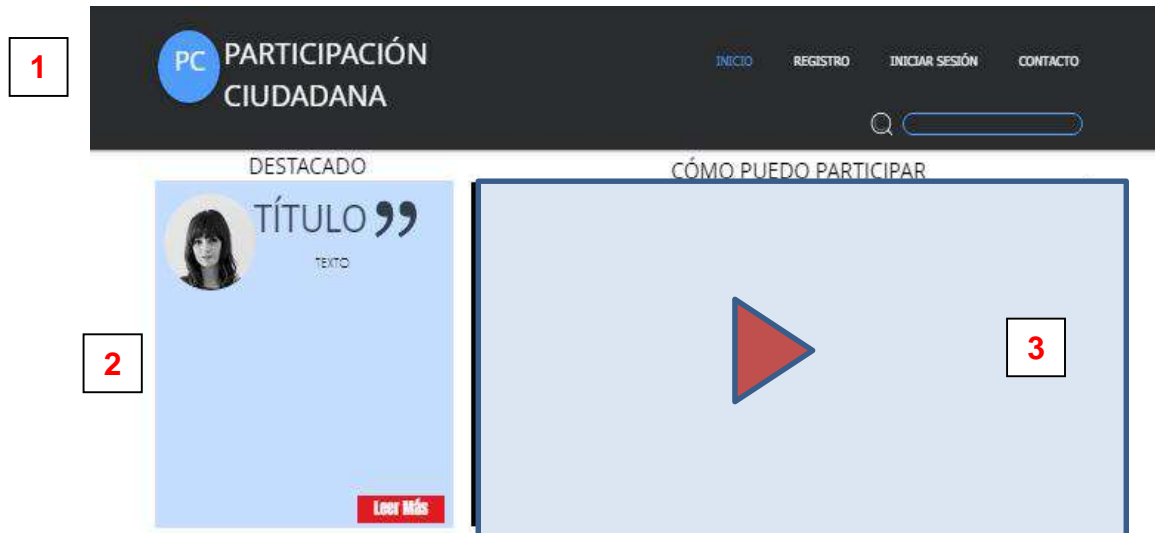 1
PC PARTICIPACIÓN
CIUDADANA
INICIO REGISTRO INICIAR SESIÓN CONTACTO
DESTACADO
CÓMO PUEDO PARTICIPAR
TÍTULO ❜❜
TEXTO
2
3
Leer Más